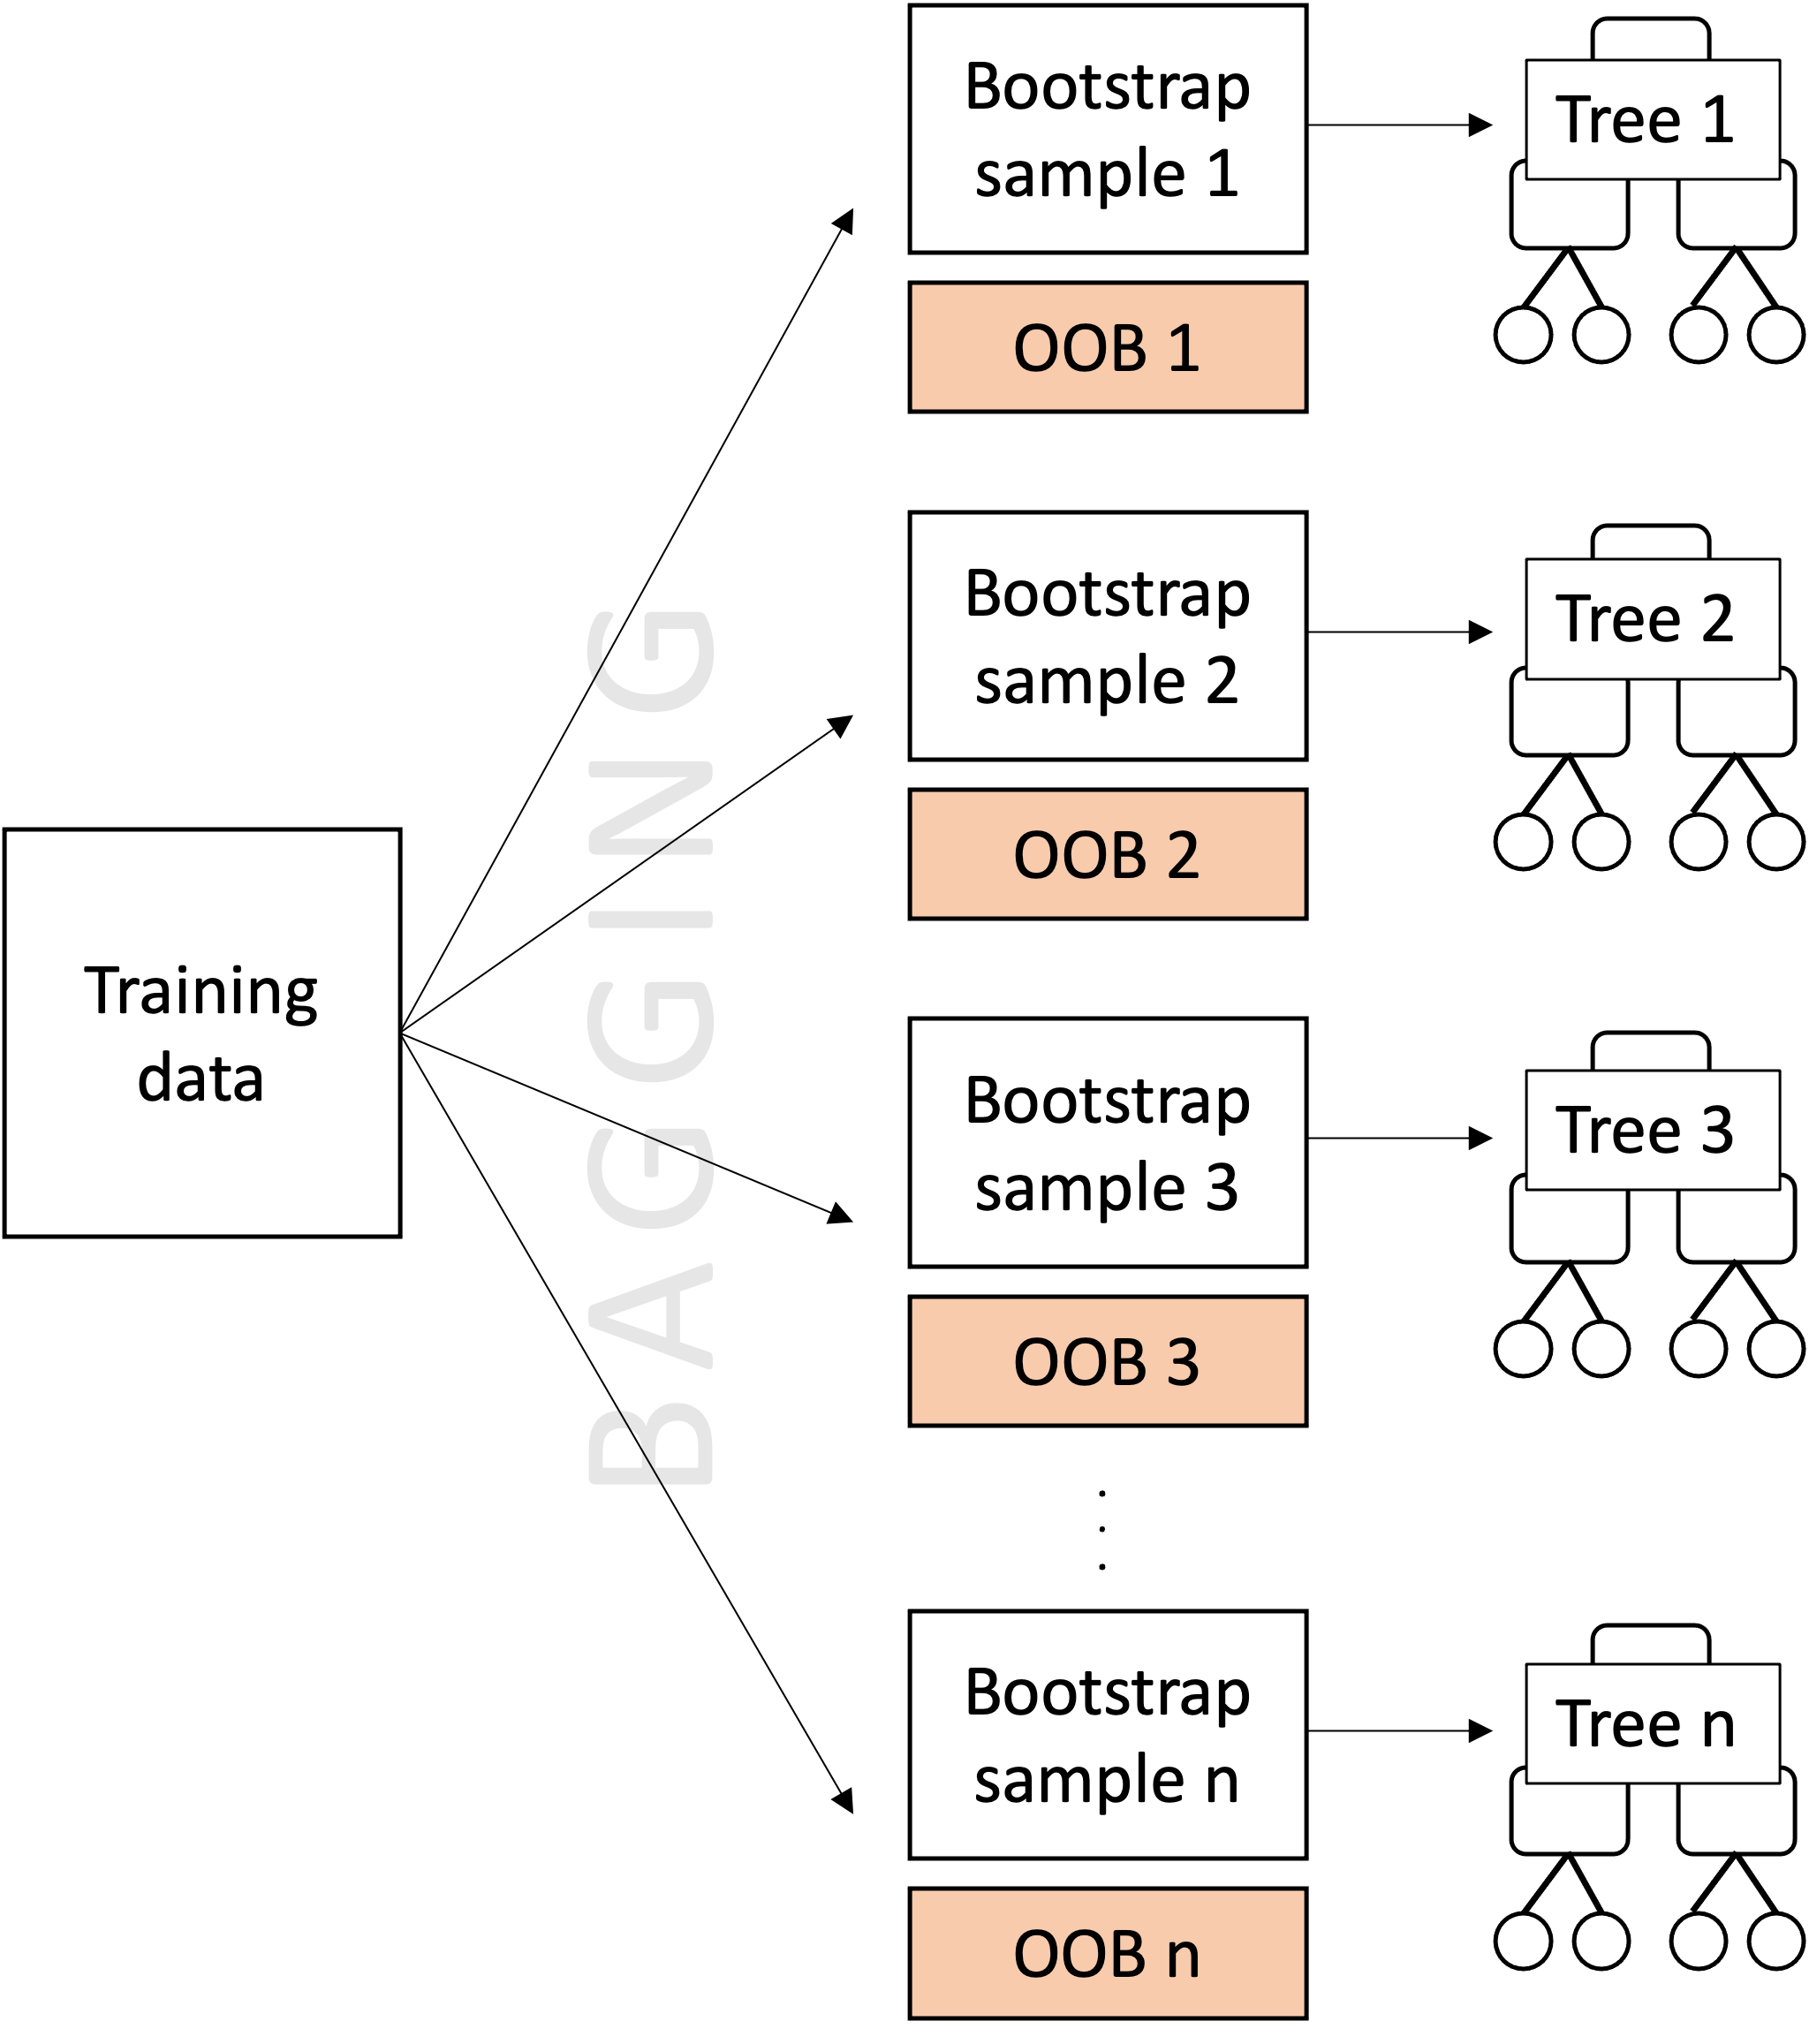 Training
data
BAGGING
Bootstrap
sample 1
OOB 1
Tree 1
Bootstrap
sample 2
OOB 2
Tree 2
Bootstrap
sample 3
OOB 3
Tree 3
.
.
.
Bootstrap
sample n
OOB n
Tree n